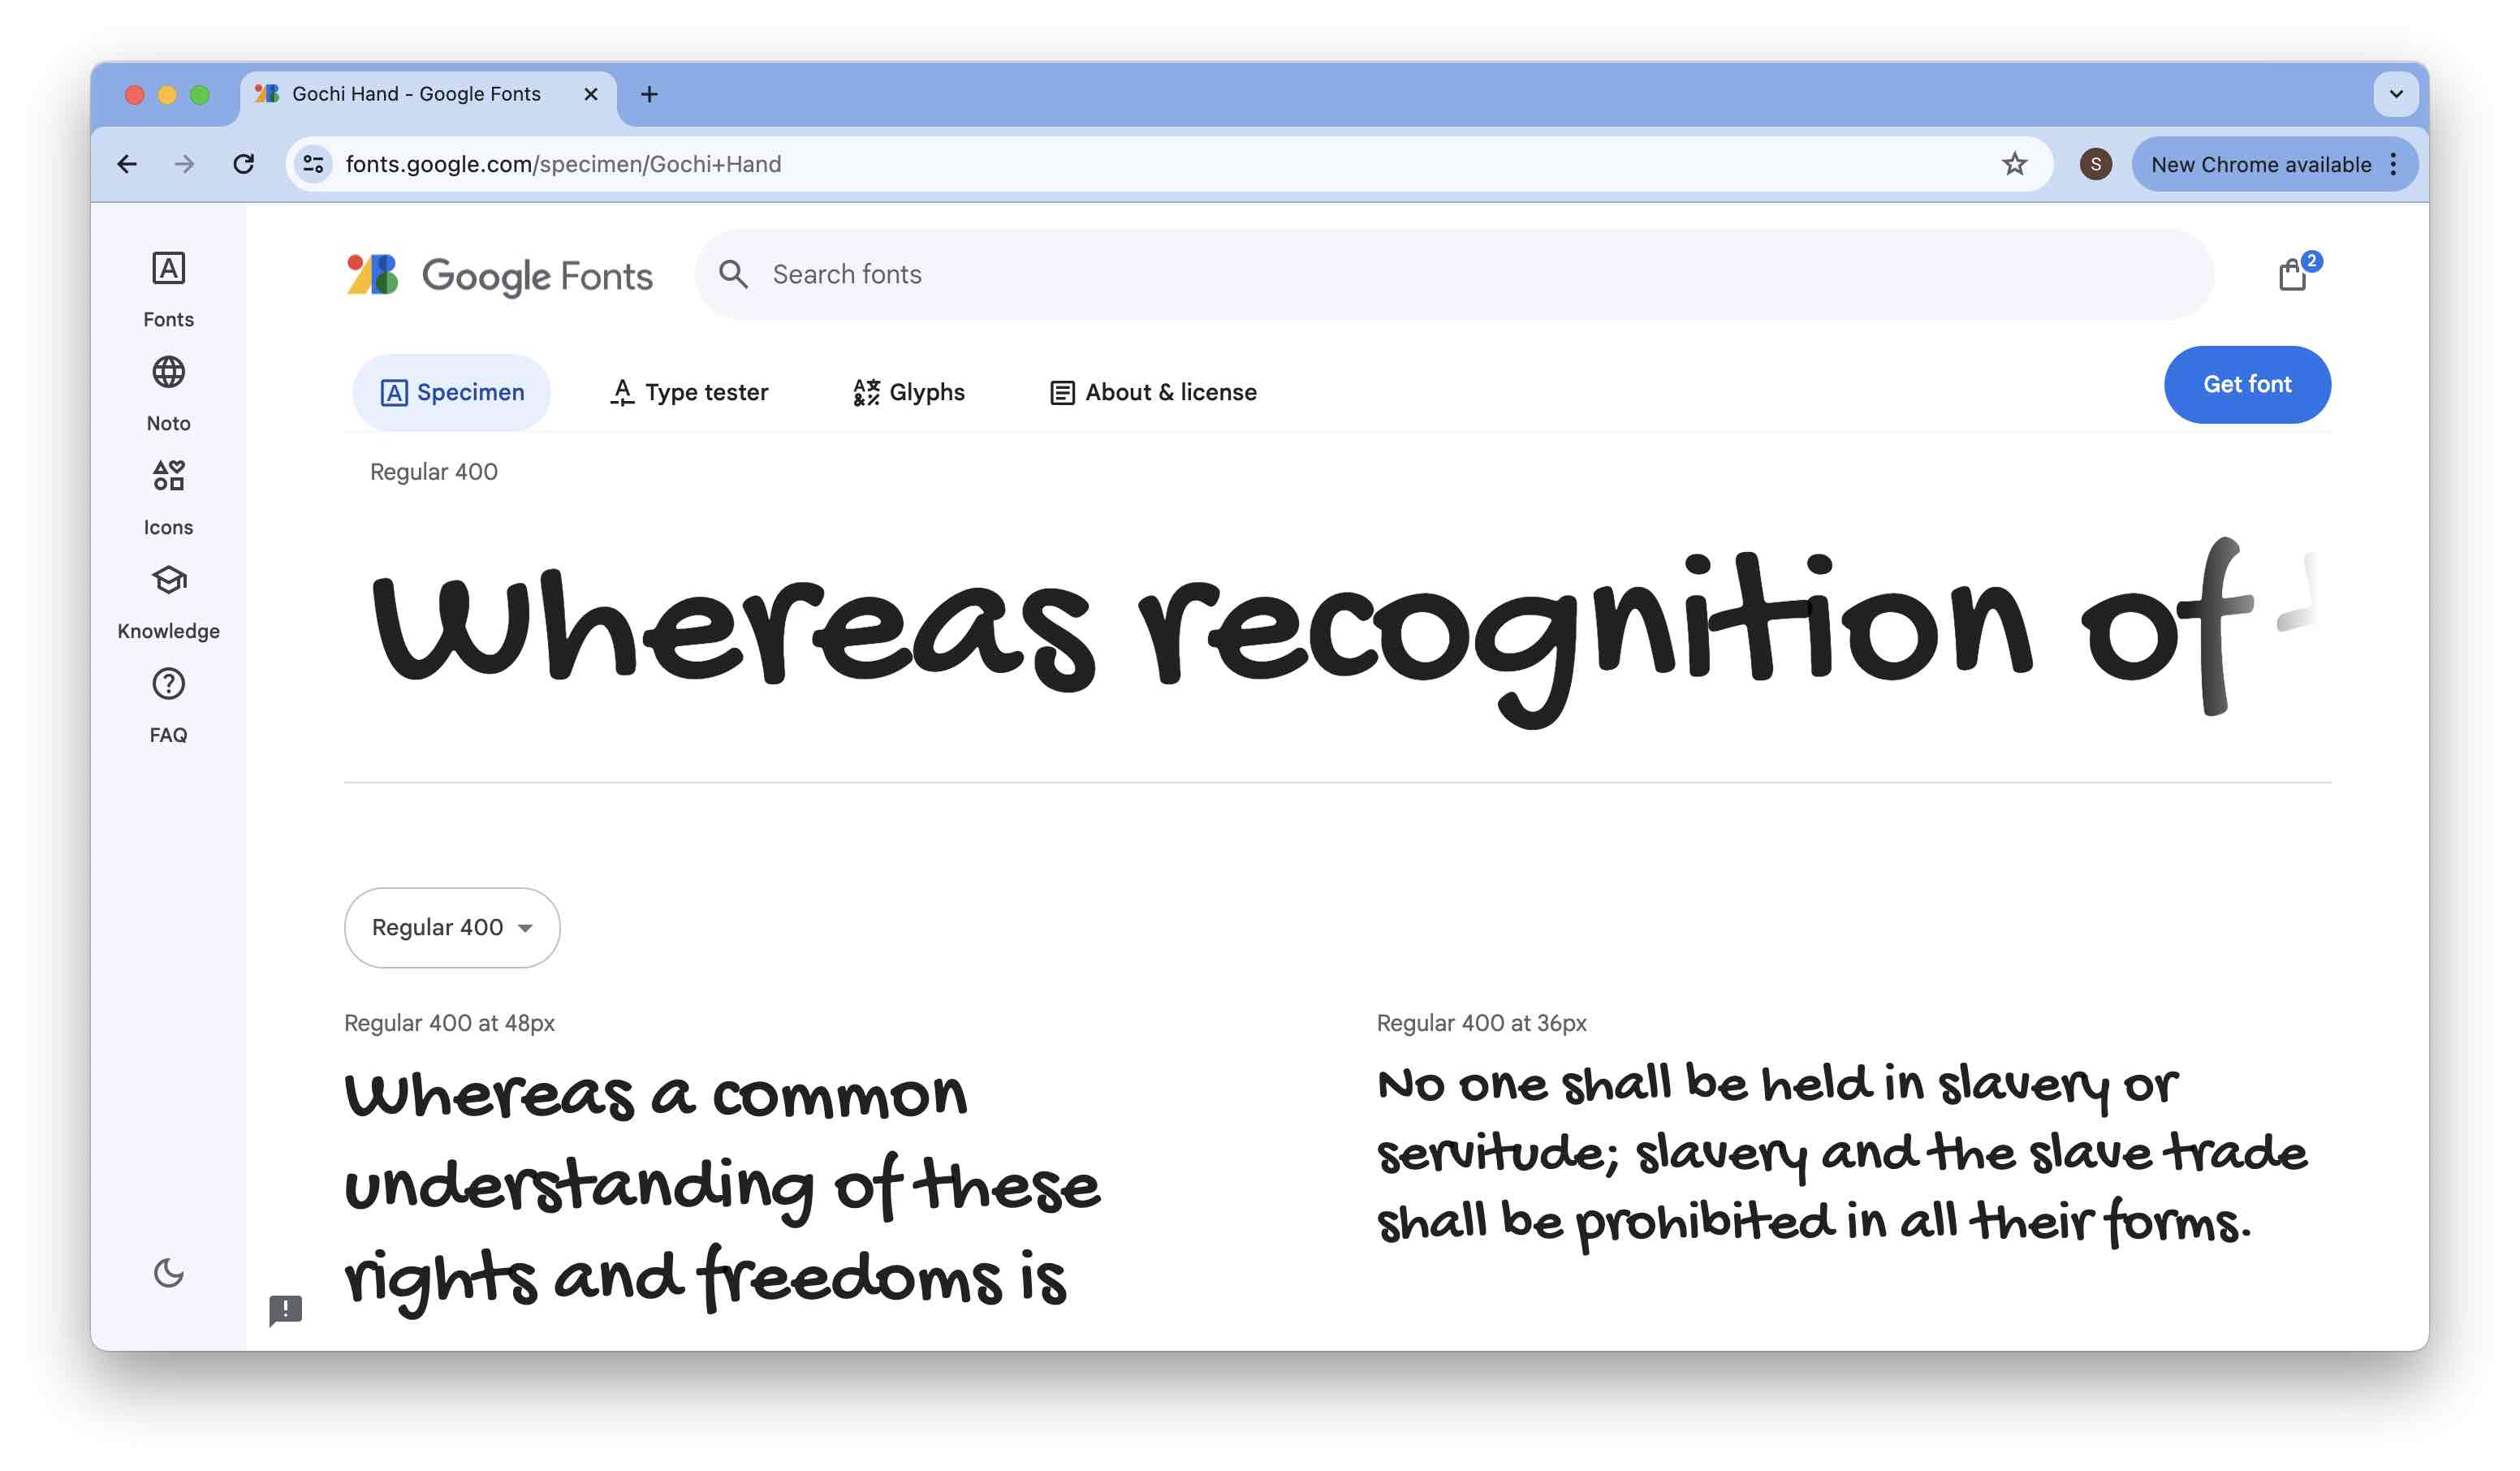 Gochi Hand - Google Fonts
fonts.google.com/specimen/Gochi+Hand
S
New Chrome available
A
Fonts
Noto
Icons
Knowledge
FAQ
Google Fonts
Search fonts
2
Specimen
Type tester
Glyphs
About & license
Get font
Regular 400
Whereas recognition of
Regular 400
Regular 400 at 48px
Whereas a common
understanding of these
rights and freedoms is
Regular 400 at 36px
No one shall be held in slavery or
servitude; slavery and the slave trade
shall be prohibited in all their forms.